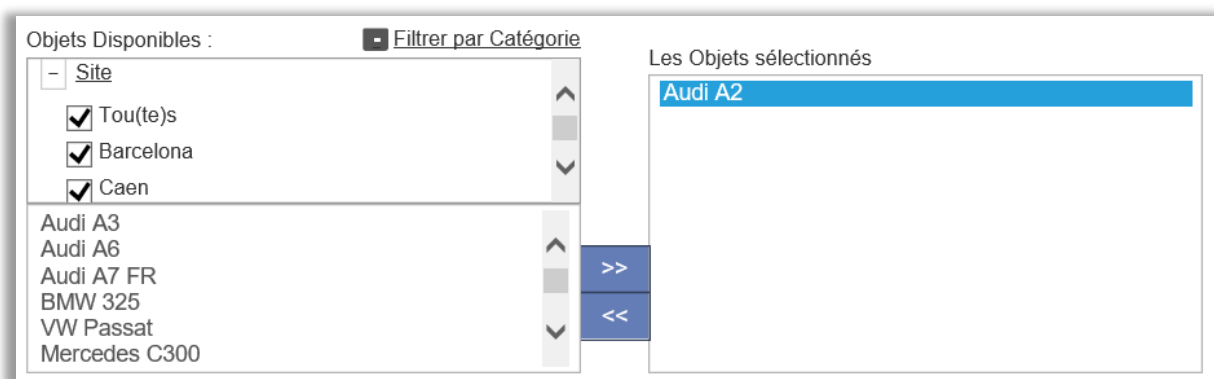 Objets Disponibles :
- Filtrer par Catégorie
- Site
Tou(te)s
Barcelona
Caen
Audi A3
Audi A6
Audi A7 FR
BMW 325
VW Passat
Mercedes C300
>>
<<
Les Objets sélectionnés
Audi A2